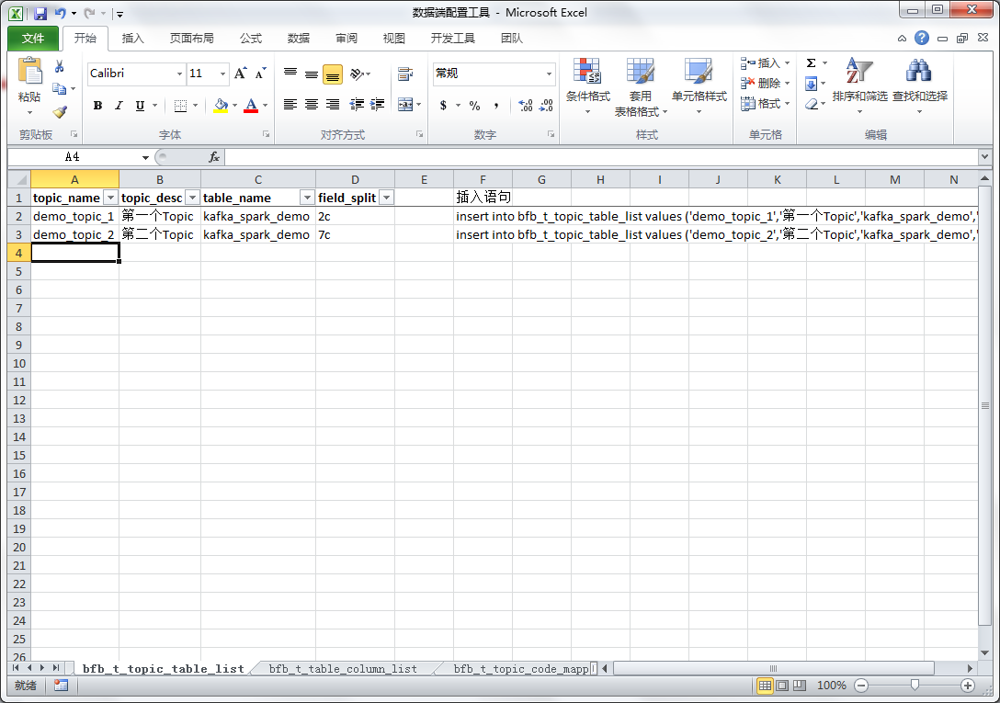 数据端配置工具 - Microsoft Excel
文件 开始 插入 页面布局 公式 数据 审阅 视图 开发工具 团队
粘贴 Calibri 11 常规 条件格式 套用 表格格式 单元格样式 插入 删除 格式 排序和筛选 查找和选择
B I U A $ % , Σ
剪贴板 字体 对齐方式 数字 样式 单元格 编辑
A4 fx
A B C D E F G H I J K L M N
1 topic_name topic_desc table_name field_split 插入语句
2 demo_topic_1 第一个Topic kafka_spark_demo 2c insert into bfb_t_topic_table_list values ('demo_topic_1','第一个Topic','kafka_spark_demo','
3 demo_topic_2 第二个Topic kafka_spark_demo 7c insert into bfb_t_topic_table_list values ('demo_topic_2','第二个Topic','kafka_spark_demo','
4
5
6
7
8
9
10
11
12
13
14
15
16
17
18
19
20
21
22
23
24
25
26
bfb_t_topic_table_list bfb_t_table_column_list bfb_t_topic_code_mapp
就绪 100%